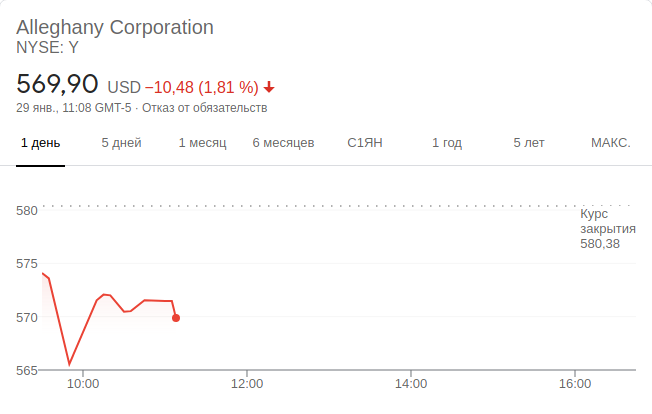 Alleghany Corporation
NYSE: Y
569,90 USD −10,48 (1,81 %)
29 янв., 11:08 GMT-5 · Отказ от обязательств
1 день 5 дней 1 месяц 6 месяцев С1ЯН 1 год 5 лет МАКС.
580
Курс
закрытия
580,38
575
570
565
10:00 12:00 14:00 16:00